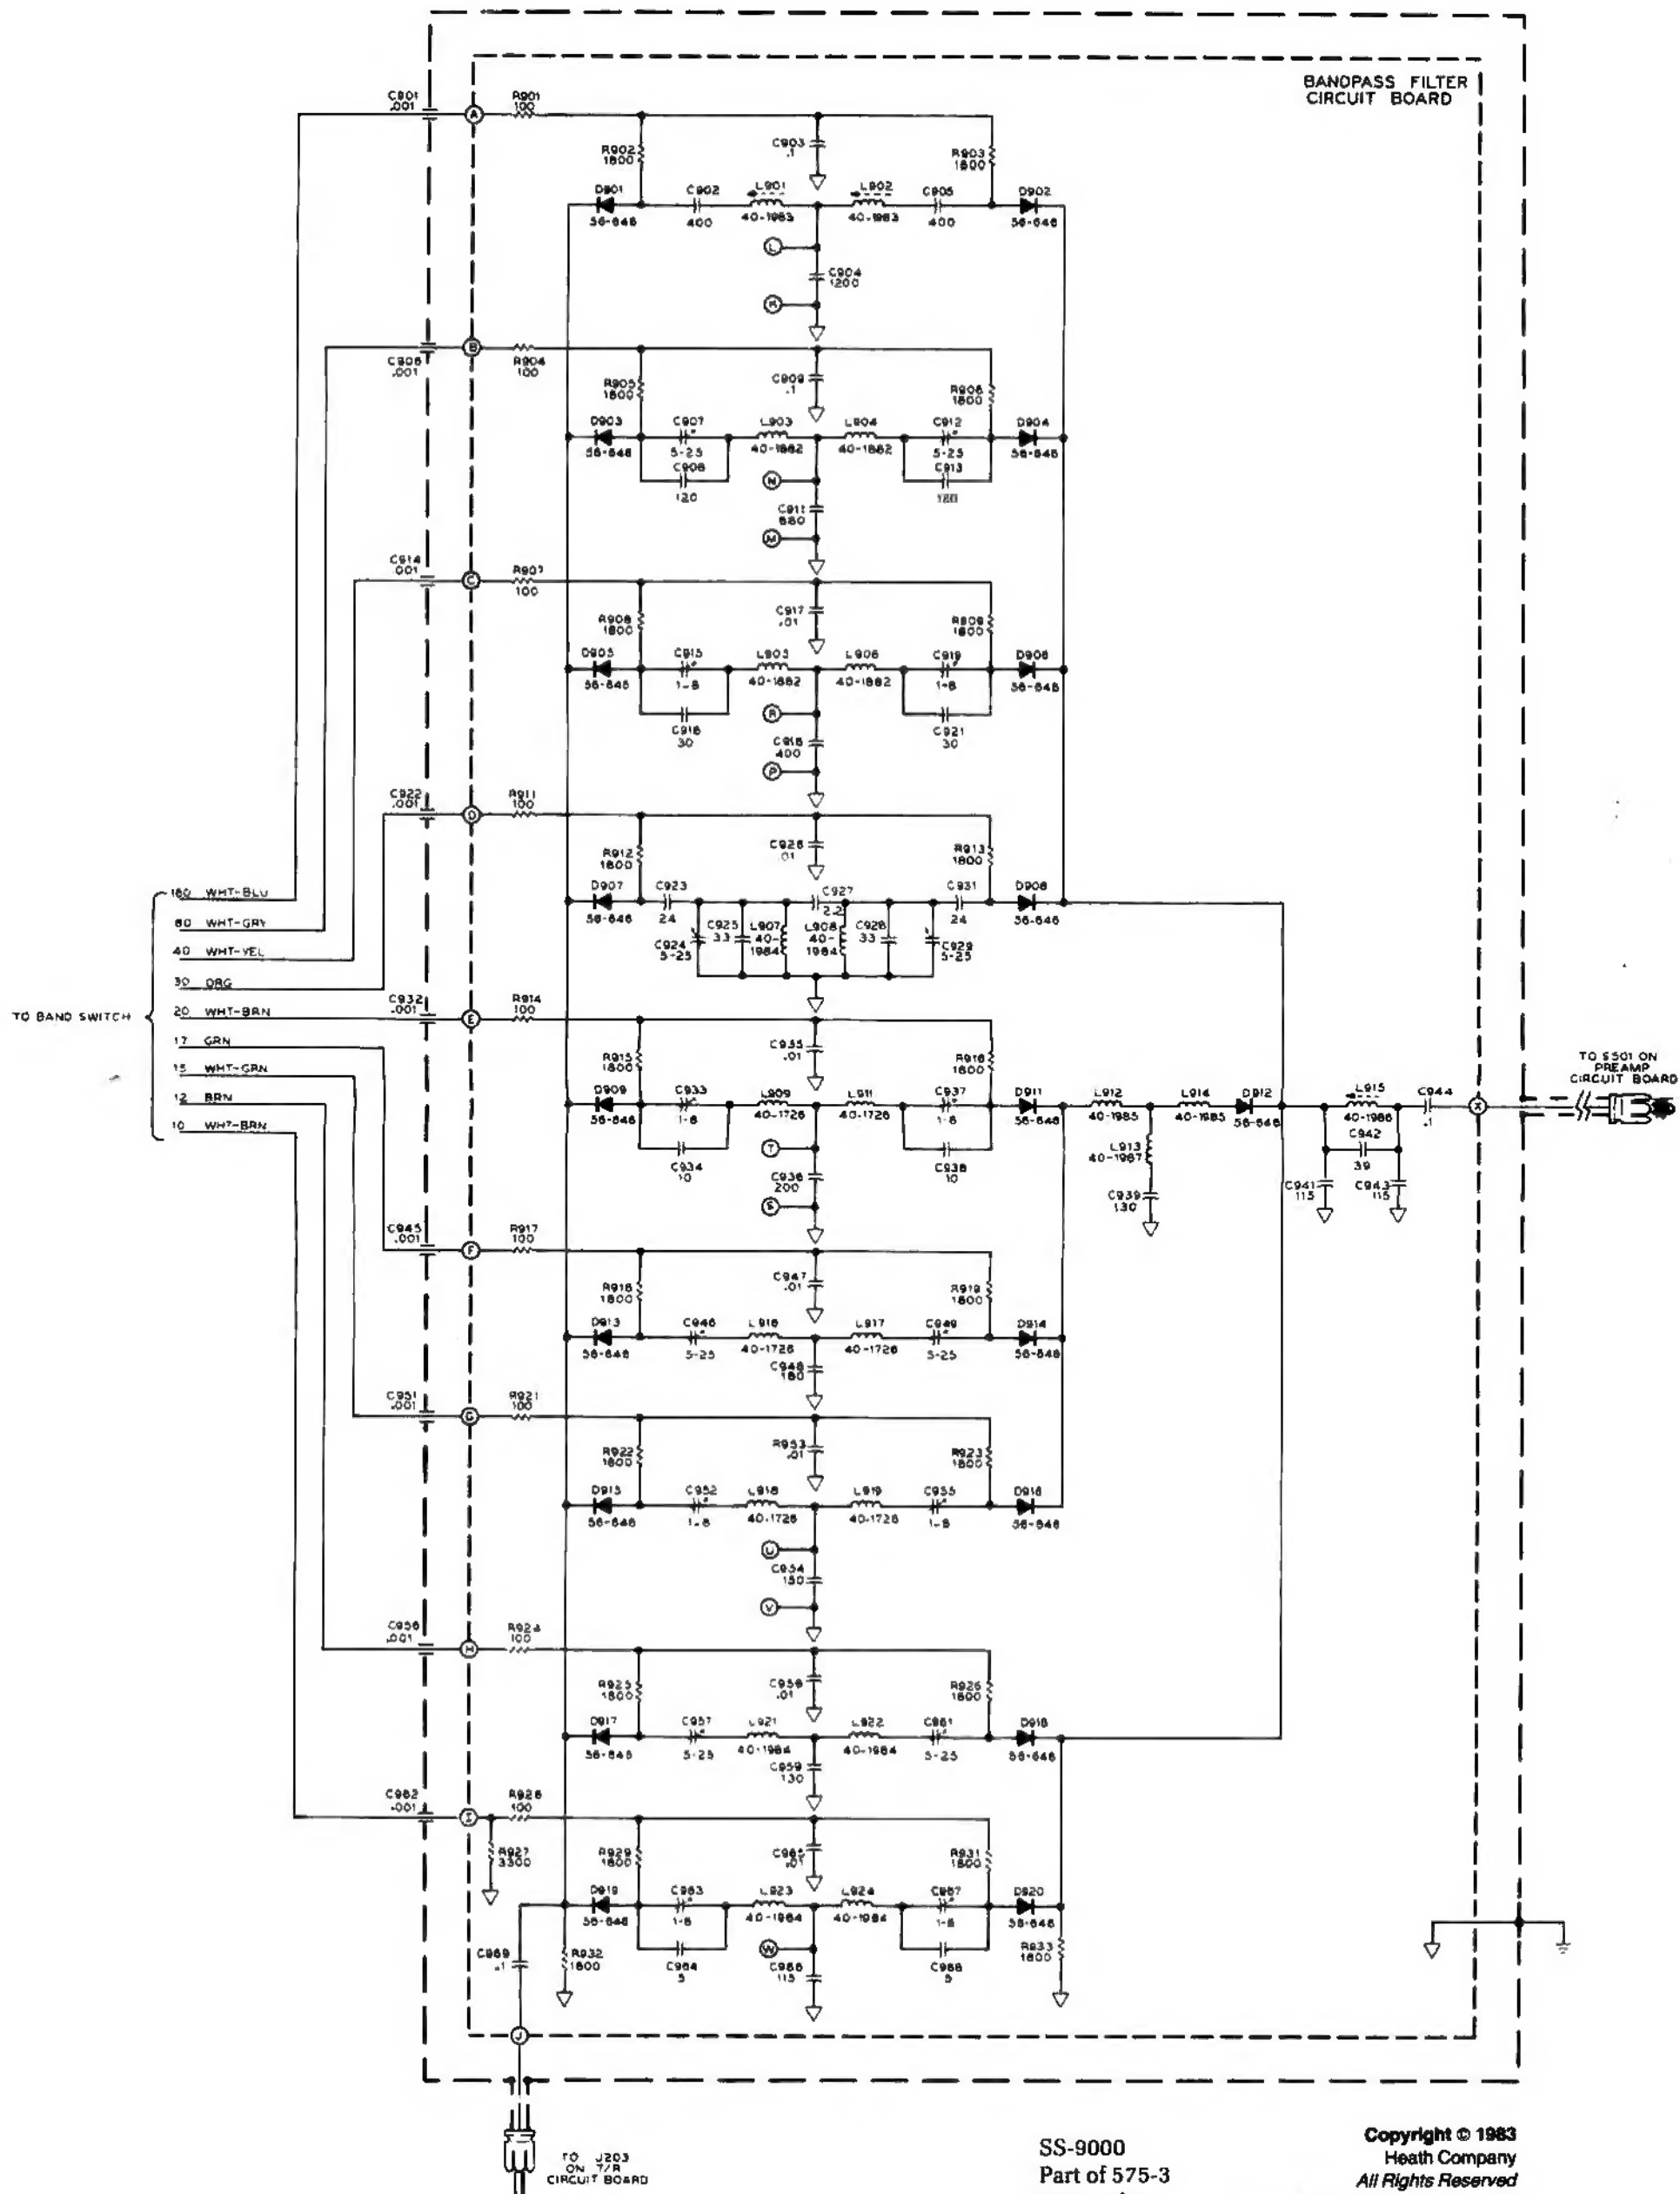 BANDPASS FILTER
CIRCUIT BOARD
C901
.001
R901
100
A
R902
1800
C903
.1
R903
1800
D901
56-646
C902
400
L901
40-1983
L902
40-1983
C905
400
D902
56-646
L
C904
1200
K
C906
.001
B
R904
100
R905
1800
C909
.1
R906
1800
D903
56-646
C907
5-25
C908
120
L903
40-1882
L904
40-1882
C912
5-25
C913
120
D904
56-646
N
C911
680
M
C914
.001
C
R907
100
R908
1800
C917
.01
R909
1800
D905
56-646
C915
1-8
C916
30
L905
40-1882
L906
40-1882
C919
1-8
C921
30
D906
56-646
R
C918
400
P
C922
.001
D
R911
100
R912
1800
C926
.01
R913
1800
D907
56-646
C923
24
C924
5-25
C925
33
L907
40-
1984
C927
2.2
L908
40-
1984
C928
33
C929
5-25
C931
24
D908
56-646
TO BAND SWITCH
160 WHT-BLU
80 WHT-GRY
40 WHT-YEL
30 ORG
20 WHT-BRN
17 GRN
15 WHT-GRN
12 BRN
10 WHT-BRN
C932
.001
E
R914
100
R915
1800
C935
.01
R916
1800
D909
56-646
C933
1-8
C934
10
L909
40-1726
L911
40-1726
C937
1-8
C938
10
D911
56-646
T
C936
200
S
L912
40-1985
L914
40-1985
D912
56-646
L913
40-1987
C939
130
L915
40-1986
C942
39
C941
115
C943
115
C944
.1
X
TO S501 ON
PREAMP
CIRCUIT BOARD
C945
.001
F
R917
100
R918
1800
C947
.01
R919
1800
D913
56-646
C946
5-25
L916
40-1726
L917
40-1726
C949
5-25
D914
56-646
C948
180
C951
.001
G
R921
100
R922
1800
R953
.01
R923
1800
D915
56-646
C952
1-8
L918
40-1726
L919
40-1726
C955
1-8
D916
56-646
U
C954
150
V
C956
.001
H
R924
100
R925
1800
C958
.01
R926
1800
D917
56-646
C957
5-25
L921
40-1984
L922
40-1984
C961
5-25
D918
56-646
C959
130
C962
.001
I
R928
100
R927
3300
R929
1800
C965
.01
R931
1800
D919
56-646
C963
1-8
C964
5
L923
40-1984
L924
40-1984
C967
1-8
C968
5
D920
56-646
W
C966
115
C969
.1
R932
1800
R933
1800
J
TO J203
ON T/R
CIRCUIT BOARD
SS-9000
Part of 575-3
Copyright © 1983
Heath Company
All Rights Reserved